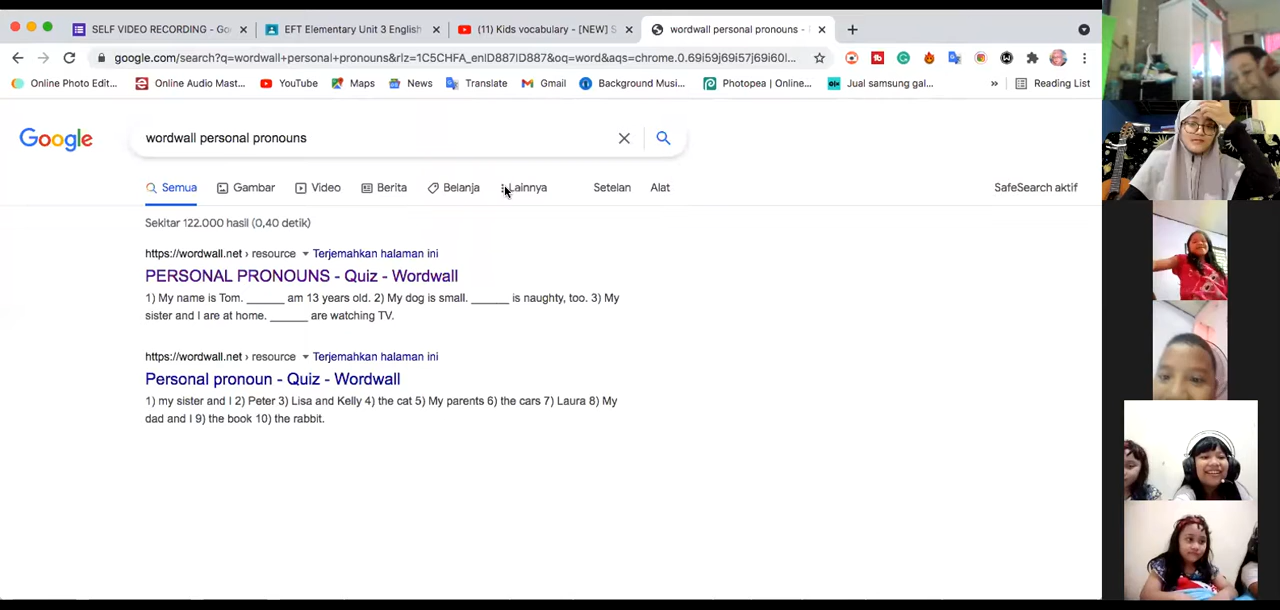 SELF VIDEO RECORDING - Go
EFT Elementary Unit 3 English
(11) Kids vocabulary - [NEW] S
wordwall personal pronouns -
google.com/search?q=wordwall+personal+pronouns&rlz=1C5CHFA_enID887ID887&oq=word&aqs=chrome.0.69i59j69i57j69i60l...
Online Photo Edit...
Online Audio Mast...
YouTube
Maps
News
Translate
Gmail
Background Musi...
Photopea | Online...
Jual samsung gal...
»
Reading List
Google
wordwall personal pronouns
Semua
Gambar
Video
Berita
Belanja
Lainnya
Setelan
Alat
SafeSearch aktif
Sekitar 122.000 hasil (0,40 detik)
https://wordwall.net › resource Terjemahkan halaman ini
PERSONAL PRONOUNS - Quiz - Wordwall
1) My name is Tom. ______ am 13 years old. 2) My dog is small. ______ is naughty, too. 3) My
sister and I are at home. ______ are watching TV.
https://wordwall.net › resource Terjemahkan halaman ini
Personal pronoun - Quiz - Wordwall
1) my sister and I 2) Peter 3) Lisa and Kelly 4) the cat 5) My parents 6) the cars 7) Laura 8) My
dad and I 9) the book 10) the rabbit.